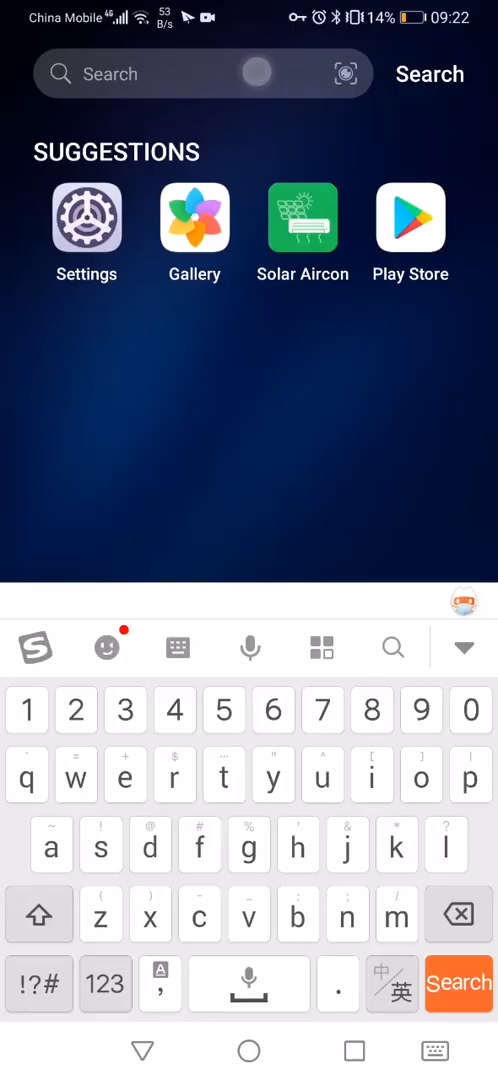 China Mobile 4G 53 B/s 14% 09:22
Search Search
SUGGESTIONS
Settings Gallery Solar Aircon Play Store
S
1 2 3 4 5 6 7 8 9 0
` = + $ ... " ^ [ ] |
q w e r t y u i o p
~ ! @ # % ' & * ?
a s d f g h j k l
( ) - _ : ; /
z x c v b n m
!?# 123 A , . 中/英 Search